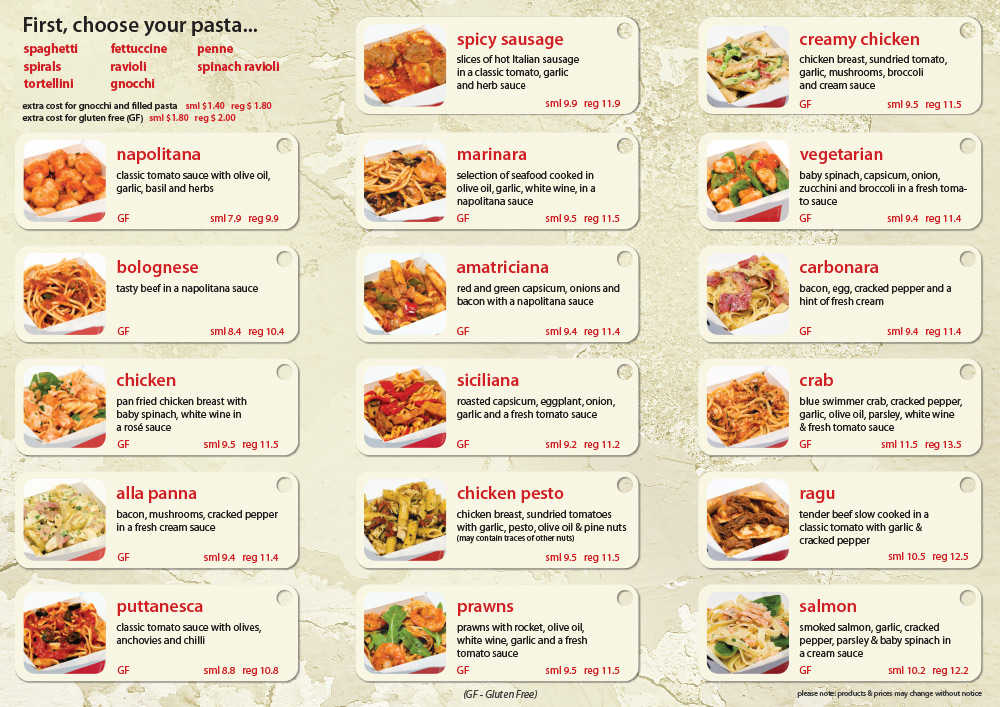 First, choose your pasta...
spaghetti fettuccine penne
spirals ravioli spinach ravioli
tortellini gnocchi
extra cost for gnocchi and filled pasta sml $1.40 reg $ 1.80
extra cost for gluten free (GF) sml $1.80 reg $ 2.00
napolitana
classic tomato sauce with olive oil,
garlic, basil and herbs
GF sml 7.9 reg 9.9
bolognese
tasty beef in a napolitana sauce
GF sml 8.4 reg 10.4
chicken
pan fried chicken breast with
baby spinach, white wine in
a rosé sauce
GF sml 9.5 reg 11.5
alla panna
bacon, mushrooms, cracked pepper
in a fresh cream sauce
GF sml 9.4 reg 11.4
puttanesca
classic tomato sauce with olives,
anchovies and chilli
GF sml 8.8 reg 10.8
spicy sausage
slices of hot Italian sausage
in a classic tomato, garlic
and herb sauce
sml 9.9 reg 11.9
marinara
selection of seafood cooked in
olive oil, garlic, white wine, in a
napolitana sauce
GF sml 9.5 reg 11.5
amatriciana
red and green capsicum, onions and
bacon with a napolitana sauce
GF sml 9.4 reg 11.4
siciliana
roasted capsicum, eggplant, onion,
garlic and a fresh tomato sauce
GF sml 9.2 reg 11.2
chicken pesto
chicken breast, sundried tomatoes
with garlic, pesto, olive oil & pine nuts
(may contain traces of other nuts)
sml 9.5 reg 11.5
prawns
prawns with rocket, olive oil,
white wine, garlic and a fresh
tomato sauce
GF sml 9.5 reg 11.5
creamy chicken
chicken breast, sundried tomato,
garlic, mushrooms, broccoli
and cream sauce
GF sml 9.5 reg 11.5
vegetarian
baby spinach, capsicum, onion,
zucchini and broccoli in a fresh toma-
to sauce
GF sml 9.4 reg 11.4
carbonara
bacon, egg, cracked pepper and a
hint of fresh cream
GF sml 9.4 reg 11.4
crab
blue swimmer crab, cracked pepper,
garlic, olive oil, parsley, white wine
& fresh tomato sauce
GF sml 11.5 reg 13.5
ragu
tender beef slow cooked in a
classic tomato with garlic &
cracked pepper
sml 10.5 reg 12.5
salmon
smoked salmon, garlic, cracked
pepper, parsley & baby spinach in
a cream sauce
GF sml 10.2 reg 12.2
(GF - Gluten Free)
please note: products & prices may change without notice